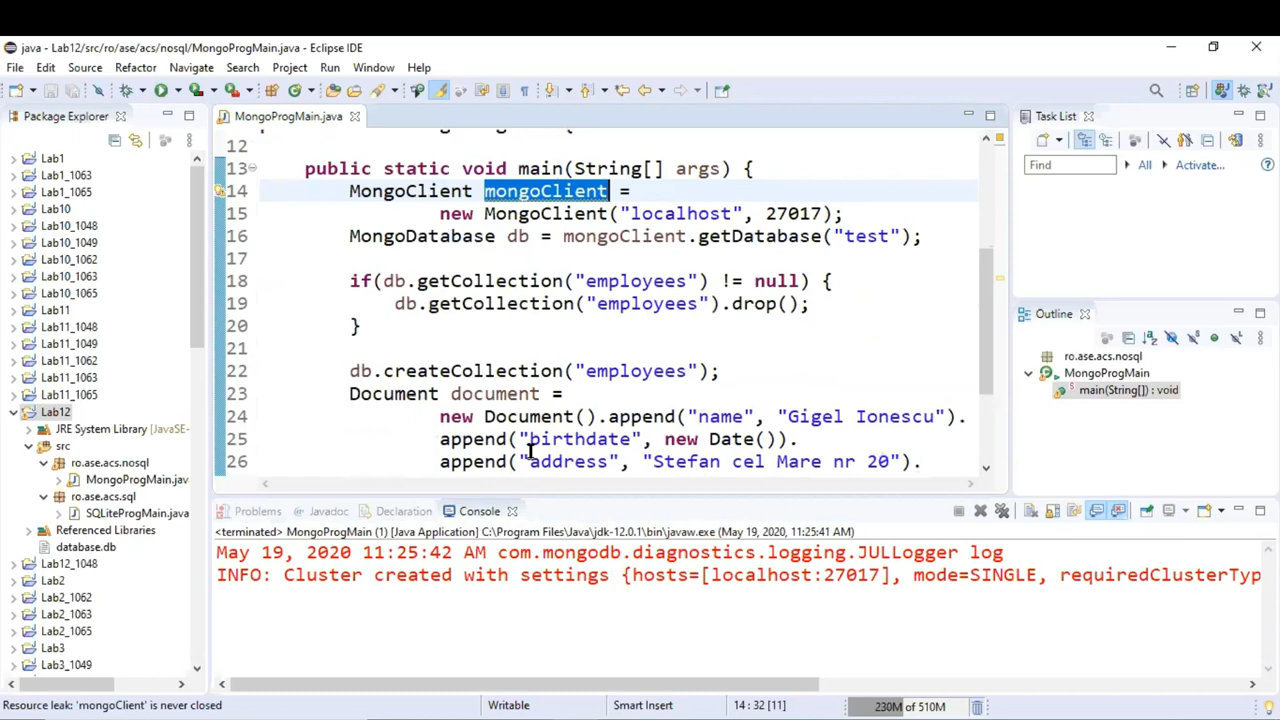 java - Lab12/src/ro/ase/acs/nosql/MongoProgMain.java - Eclipse IDE
File Edit Source Refactor Navigate Search Project Run Window Help
Package Explorer
Lab1
Lab1_1063
Lab1_1065
Lab10
Lab10_1048
Lab10_1049
Lab10_1062
Lab10_1063
Lab10_1065
Lab11
Lab11_1048
Lab11_1049
Lab11_1062
Lab11_1063
Lab11_1065
Lab12
JRE System Library [JavaSE-
src
ro.ase.acs.nosql
MongoProgMain.jav
ro.ase.acs.sql
SQLiteProgMain.java
Referenced Libraries
database.db
Lab12_1048
Lab2
Lab2_1062
Lab2_1063
Lab2_1065
Lab3
Lab3_1049
MongoProgMain.java
12
13 public static void main(String[] args) {
14 MongoClient mongoClient =
15 new MongoClient("localhost", 27017);
16 MongoDatabase db = mongoClient.getDatabase("test");
17
18 if(db.getCollection("employees") != null) {
19 db.getCollection("employees").drop();
20 }
21
22 db.createCollection("employees");
23 Document document =
24 new Document().append("name", "Gigel Ionescu").
25 append("birthdate", new Date()).
26 append("address", "Stefan cel Mare nr 20").
Task List
Find All Activate...
Outline
ro.ase.acs.nosql
MongoProgMain
main(String[]) : void
Problems Javadoc Declaration Console
<terminated> MongoProgMain (1) [Java Application] C:\Program Files\Java\jdk-12.0.1\bin\javaw.exe (May 19, 2020 11:25:41 AM)
May 19, 2020 11:25:42 AM com.mongodb.diagnostics.logging.JULLogger log
INFO: Cluster created with settings {hosts=[localhost:27017], mode=SINGLE, requiredClusterTyp
Resource leak: 'mongoClient' is never closed
Writable
Smart Insert
14 : 32 [11]
230M of 510M